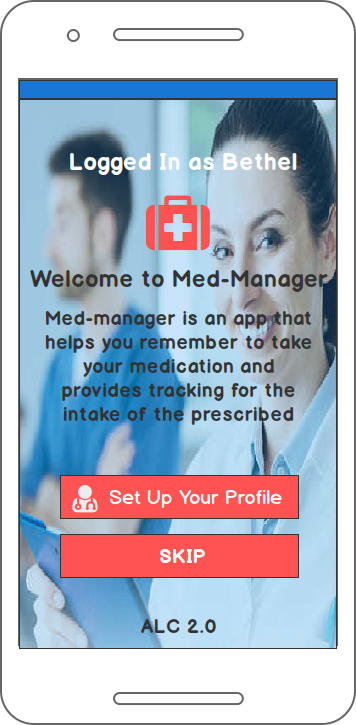 Logged In as Bethel
Welcome to Med-Manager
Med-manager is an app that
helps you remember to take
your medication and
provides tracking for the
intake of the prescribed
Set Up Your Profile
SKIP
ALC 2.0